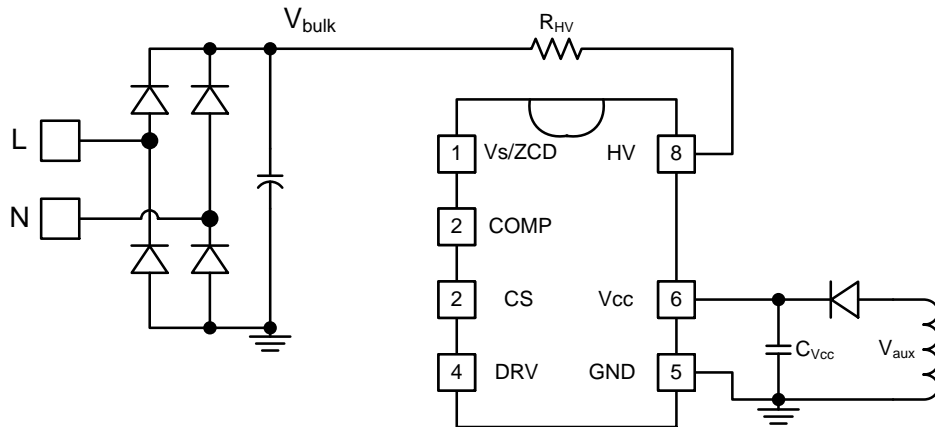 V_bulk
R_HV
L
N
1 Vs/ZCD HV 8
2 COMP
2 CS Vcc 6
4 DRV GND 5
C_Vcc
V_aux